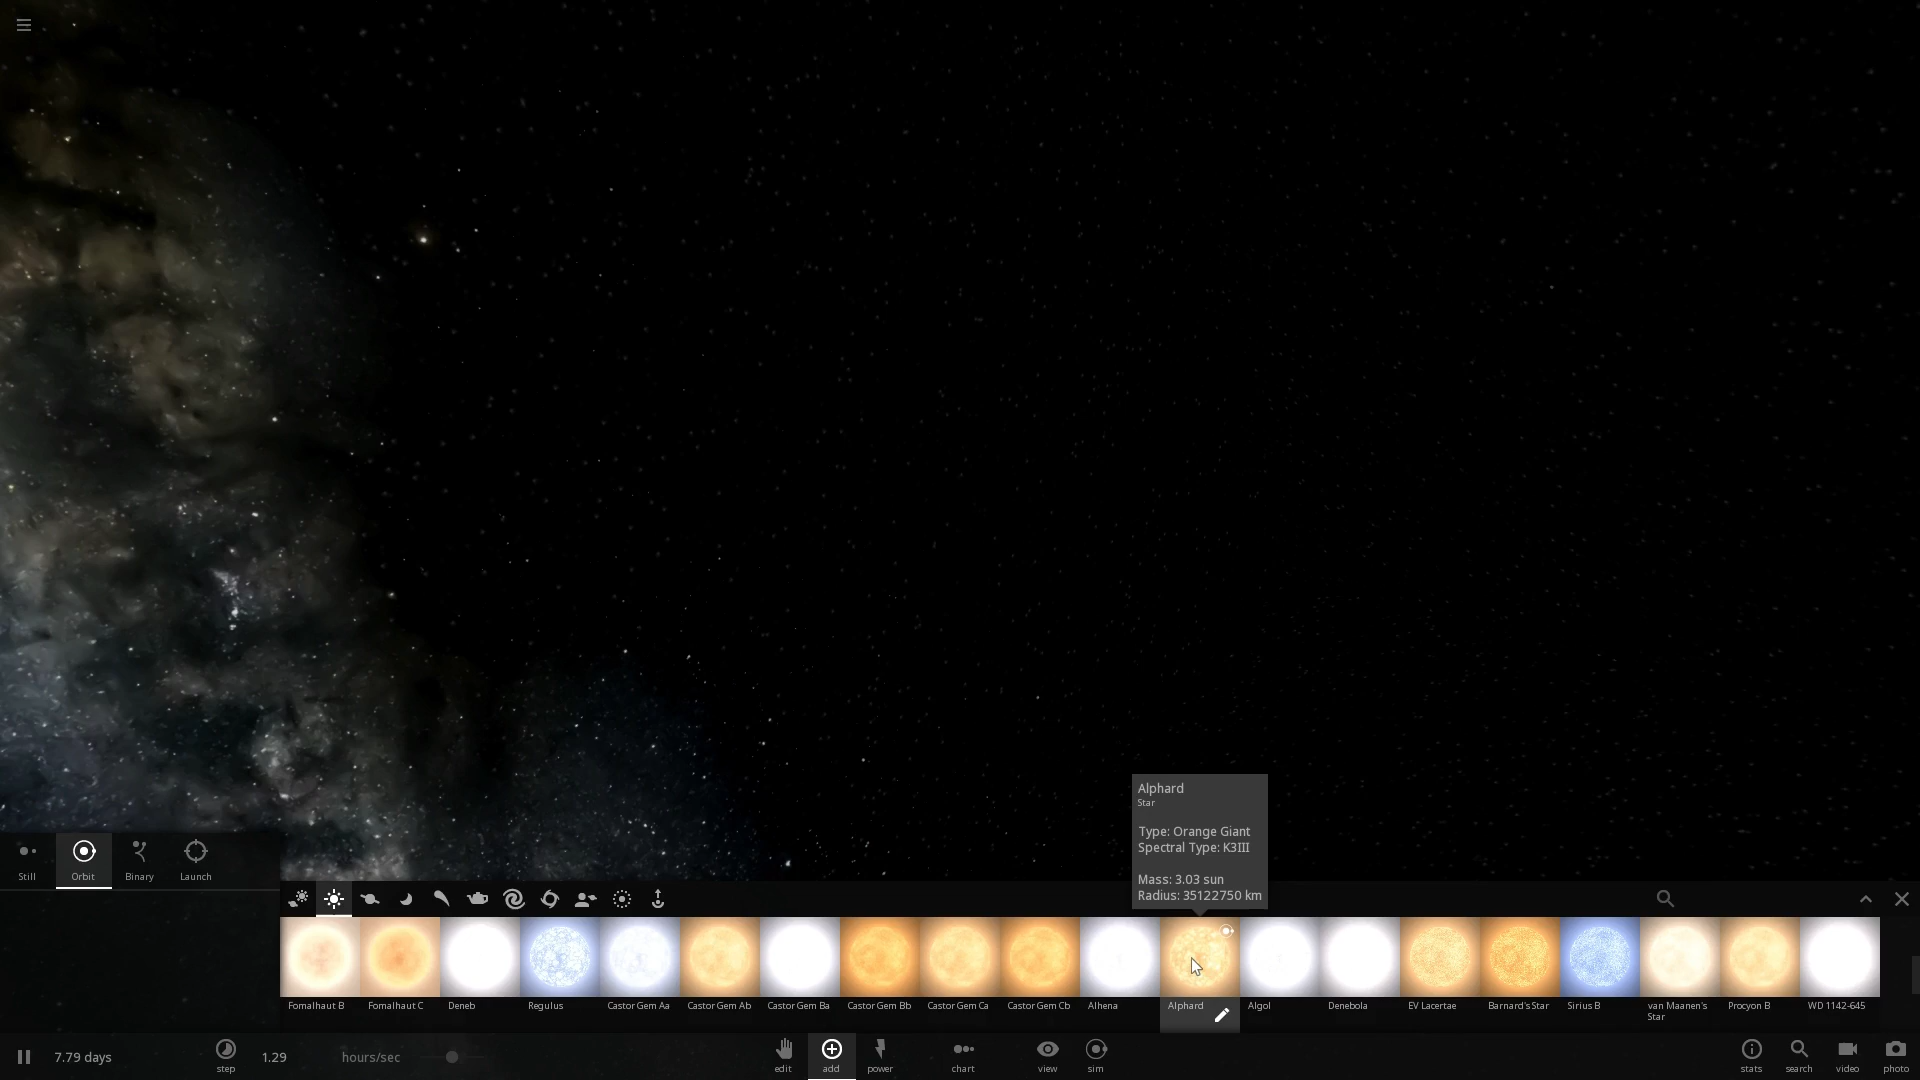 Alphard
Star
Type: Orange Giant
Spectral Type: K3III
Mass: 3.03 sun
Radius: 35122750 km
Still
Orbit
Binary
Launch
Fomalhaut B
Fomalhaut C
Deneb
Regulus
Castor Gem Aa
Castor Gem Ab
Castor Gem Ba
Castor Gem Bb
Castor Gem Ca
Castor Gem Cb
Alhena
Alphard
Algol
Denebola
EV Lacertae
Barnard's Star
Sirius B
van Maanen's
Star
Procyon B
WD 1142-645
7.79 days
step
1.29
hours/sec
edit
add
power
chart
view
sim
stats
search
video
photo